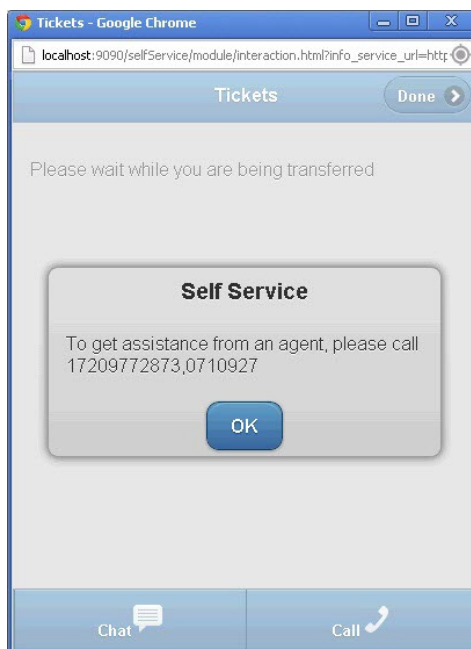 Tickets - Google Chrome
localhost:9090/selfService/module/interaction.html?info_service_url=http
Tickets
Done
Please wait while you are being transferred
Self Service
To get assistance from an agent, please call
17209772873,0710927
OK
Chat
Call